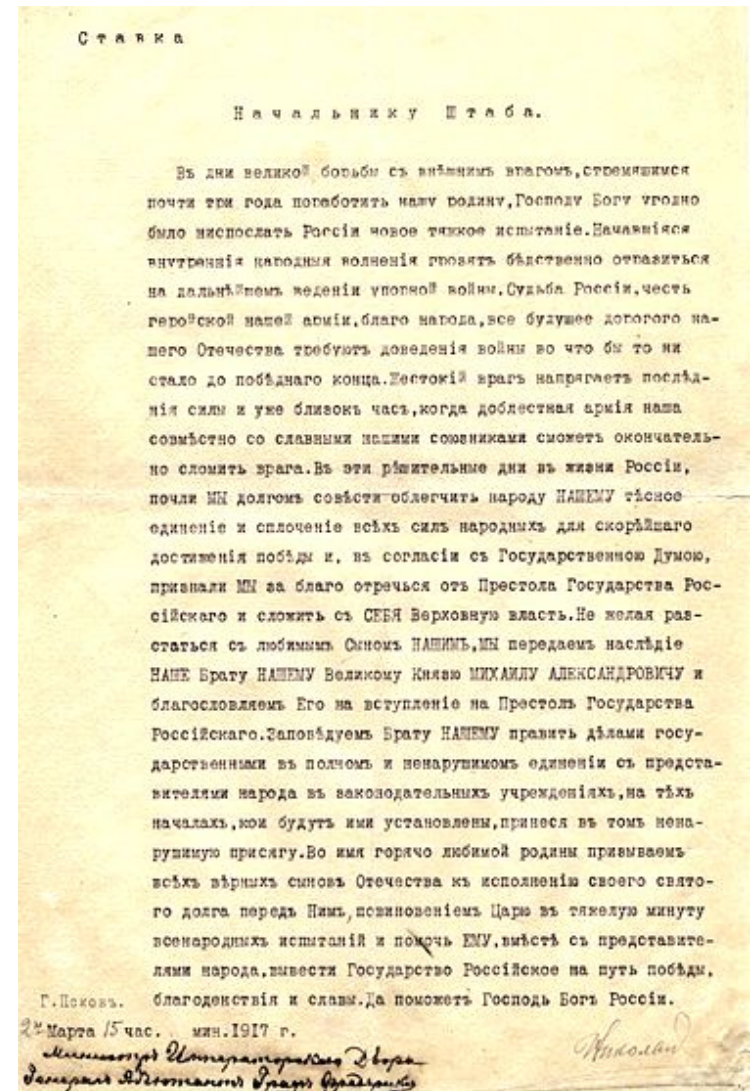 Ставка
Начальнику Штаба.
Въ дни великой борьбы съ внѣшнимъ врагомъ,стремящимся
почти три года поработить нашу родину,Господу Богу угодно
было ниспослать Россіи новое тяжкое испытаніе.Начавшіяся
внутреннія народныя волненія грозятъ бѣдственно отразиться
на дальнѣйшемъ веденіи упорной войны.Судьба Россіи,честь
геройской нашей арміи,благо народа,все будущее дорогого на-
шего Отечества требуютъ доведенія войны во что бы то ни
стало до побѣднаго конца.Жестокій врагъ напрягаетъ послѣд-
нія силы и уже близокъ часъ,когда доблестная армія наша
совмѣстно со славными нашими союзниками сможетъ окончатель-
но сломить врага.Въ эти рѣшительные дни въ жизни Россіи,
почли МЫ долгомъ совѣсти облегчить народу НАШЕМУ тѣсное
единеніе и сплоченіе всѣхъ силъ народныхъ для скорѣйшаго
достиженія побѣды и, въ согласіи съ Государственною Думою,
признали МЫ за благо отречься отъ Престола Государства Рос-
сійскаго и сложить съ СЕБЯ Верховную власть.Не желая раз-
статься съ любимымъ Сыномъ НАШИМЪ,МЫ передаемъ наслѣдіе
НАШЕ Брату НАШЕМУ Великому Князю МИХАИЛУ АЛЕКСАНДРОВИЧУ и
благословляемъ Его на вступленіе на Престолъ Государства
Россійскаго.Заповѣдуемъ Брату НАШЕМУ править дѣлами госу-
дарственными въ полномъ и ненарушимомъ единеніи съ предста-
вителями народа въ законодательныхъ учрежденіяхъ,на тѣхъ
началахъ,кои будутъ ими установлены,принеся въ томъ нена-
рушимую присягу.Во имя горячо любимой родины призываемъ
всѣхъ вѣрныхъ сыновъ Отечества къ исполненію своего свято-
го долга передъ Нимъ,повиновеніемъ Царю въ тяжелую минуту
всенародныхъ испытаній и помочь ЕМУ,вмѣстѣ съ представите-
лями народа,вывести Государство Россійское на путь побѣды,
благоденствія и славы.Да поможетъ Господь Богъ Россіи.
Г.Псковъ.
2го Марта 15 час. мин.1917 г.
Николай
Министръ Императорскаго Двора
Генералъ Адъютантъ Графъ Фредериксъ